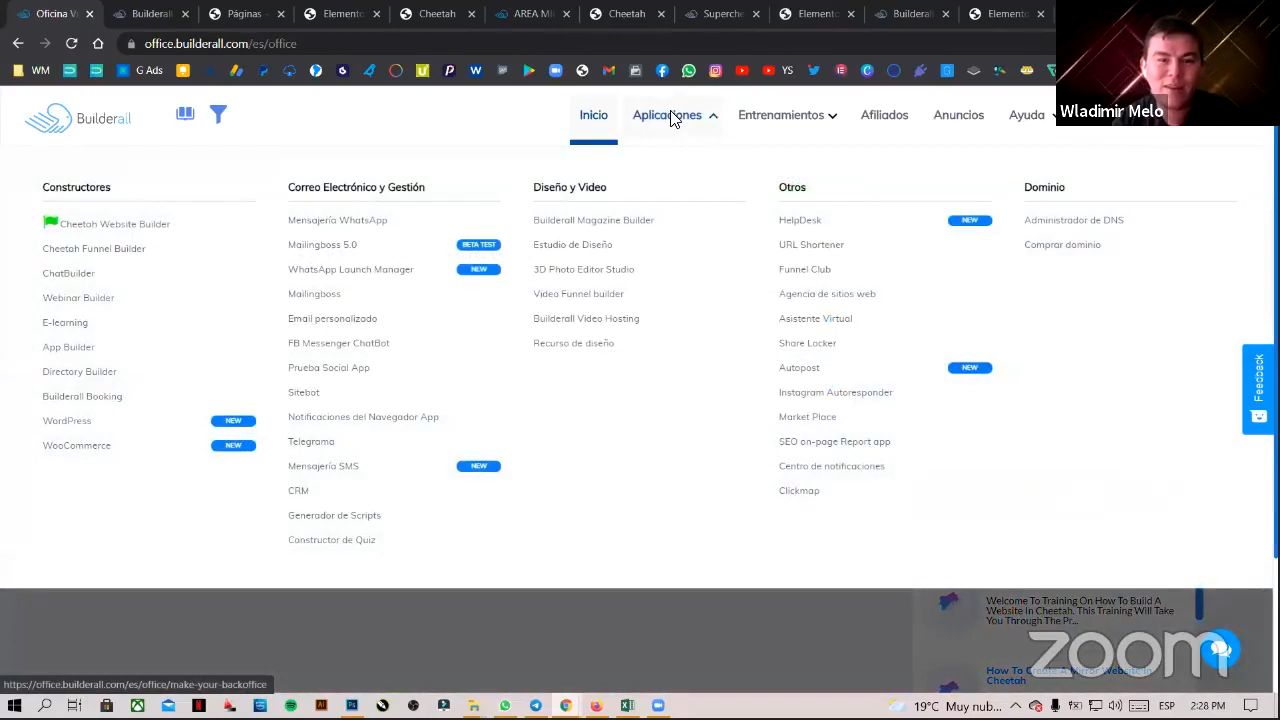 Oficina V
Builderall
Páginas -
Elemento
Cheetah
AREA MI
Cheetah
Superche
Elemento
Builderall
Elemento
office.builderall.com/es/office
WM
G Ads
YS
Wladimir Melo
Builderall
Inicio
Aplicaciones
Entrenamientos
Afiliados
Anuncios
Ayuda
Constructores
Cheetah Website Builder
Cheetah Funnel Builder
ChatBuilder
Webinar Builder
E-learning
App Builder
Directory Builder
Builderall Booking
WordPress NEW
WooCommerce NEW
Correo Electrónico y Gestión
Mensajería WhatsApp
Mailingboss 5.0 BETA TEST
WhatsApp Launch Manager NEW
Mailingboss
Email personalizado
FB Messenger ChatBot
Prueba Social App
Sitebot
Notificaciones del Navegador App
Telegrama
Mensajería SMS NEW
CRM
Generador de Scripts
Constructor de Quiz
Diseño y Video
Builderall Magazine Builder
Estudio de Diseño
3D Photo Editor Studio
Video Funnel builder
Builderall Video Hosting
Recurso de diseño
Otros
HelpDesk NEW
URL Shortener
Funnel Club
Agencia de sitios web
Asistente Virtual
Share Locker
Autopost NEW
Instagram Autoresponder
Market Place
SEO on-page Report app
Centro de notificaciones
Clickmap
Dominio
Administrador de DNS
Comprar dominio
Feedback
Welcome To Training On How To Build A
Website In Cheetah. This Training Will Take
You Through The Pr...
How To Create A Mirror Website In
Cheetah
zoom
https://office.builderall.com/es/office/make-your-backoffice
19°C Muy nub...
ESP
2:28 PM